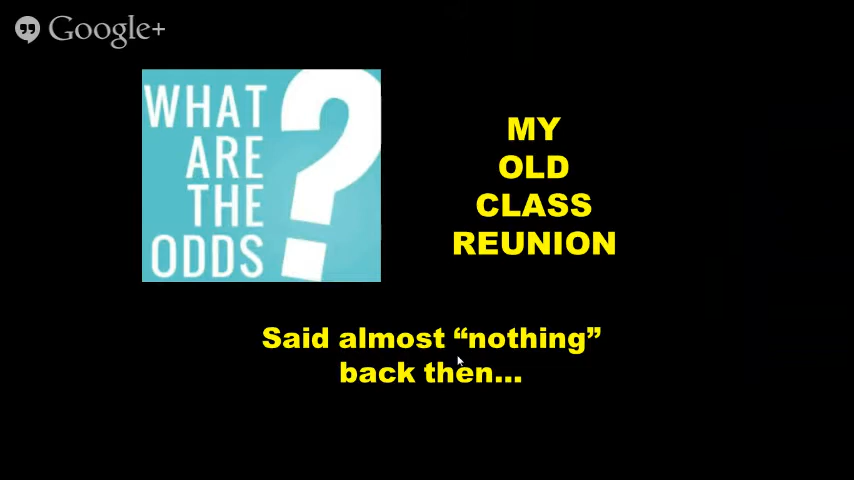 Google+
WHAT
ARE
THE
ODDS
?
MY
OLD
CLASS
REUNION
Said almost “nothing”
back then...